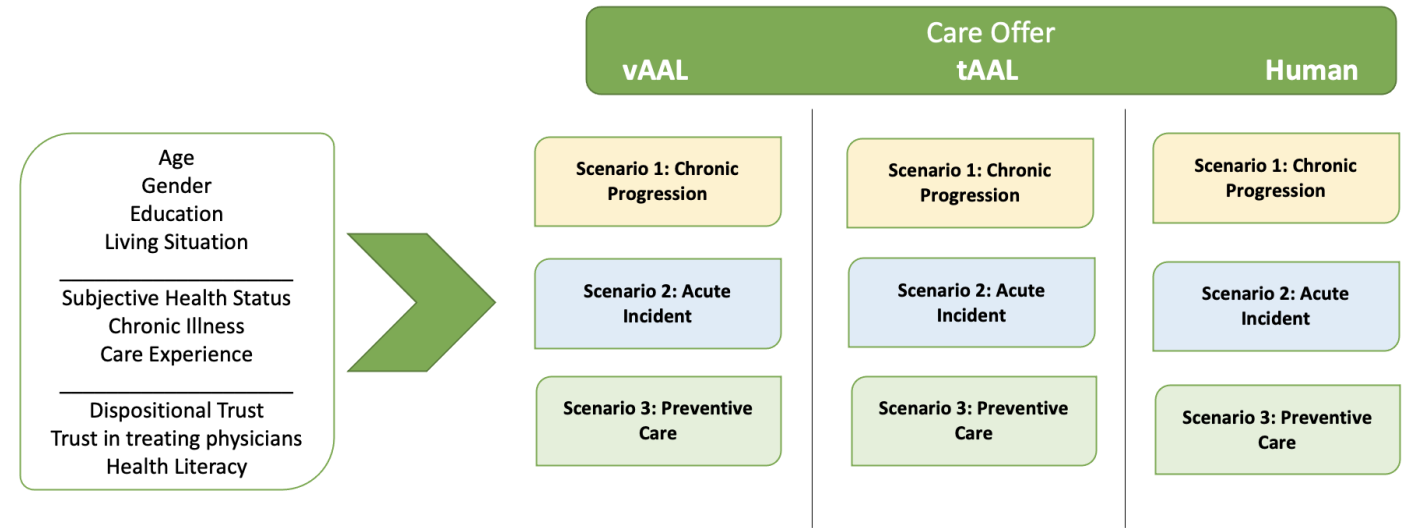 Care Offer
vAAL
tAAL
Human
Age
Gender
Education
Living Situation
Subjective Health Status
Chronic Illness
Care Experience
Dispositional Trust
Trust in treating physicians
Health Literacy
Scenario 1: Chronic
Progression
Scenario 2: Acute
Incident
Scenario 3: Preventive
Care
Scenario 1: Chronic
Progression
Scenario 2: Acute
Incident
Scenario 3: Preventive
Care
Scenario 1: Chronic
Progression
Scenario 2: Acute
Incident
Scenario 3: Preventive
Care